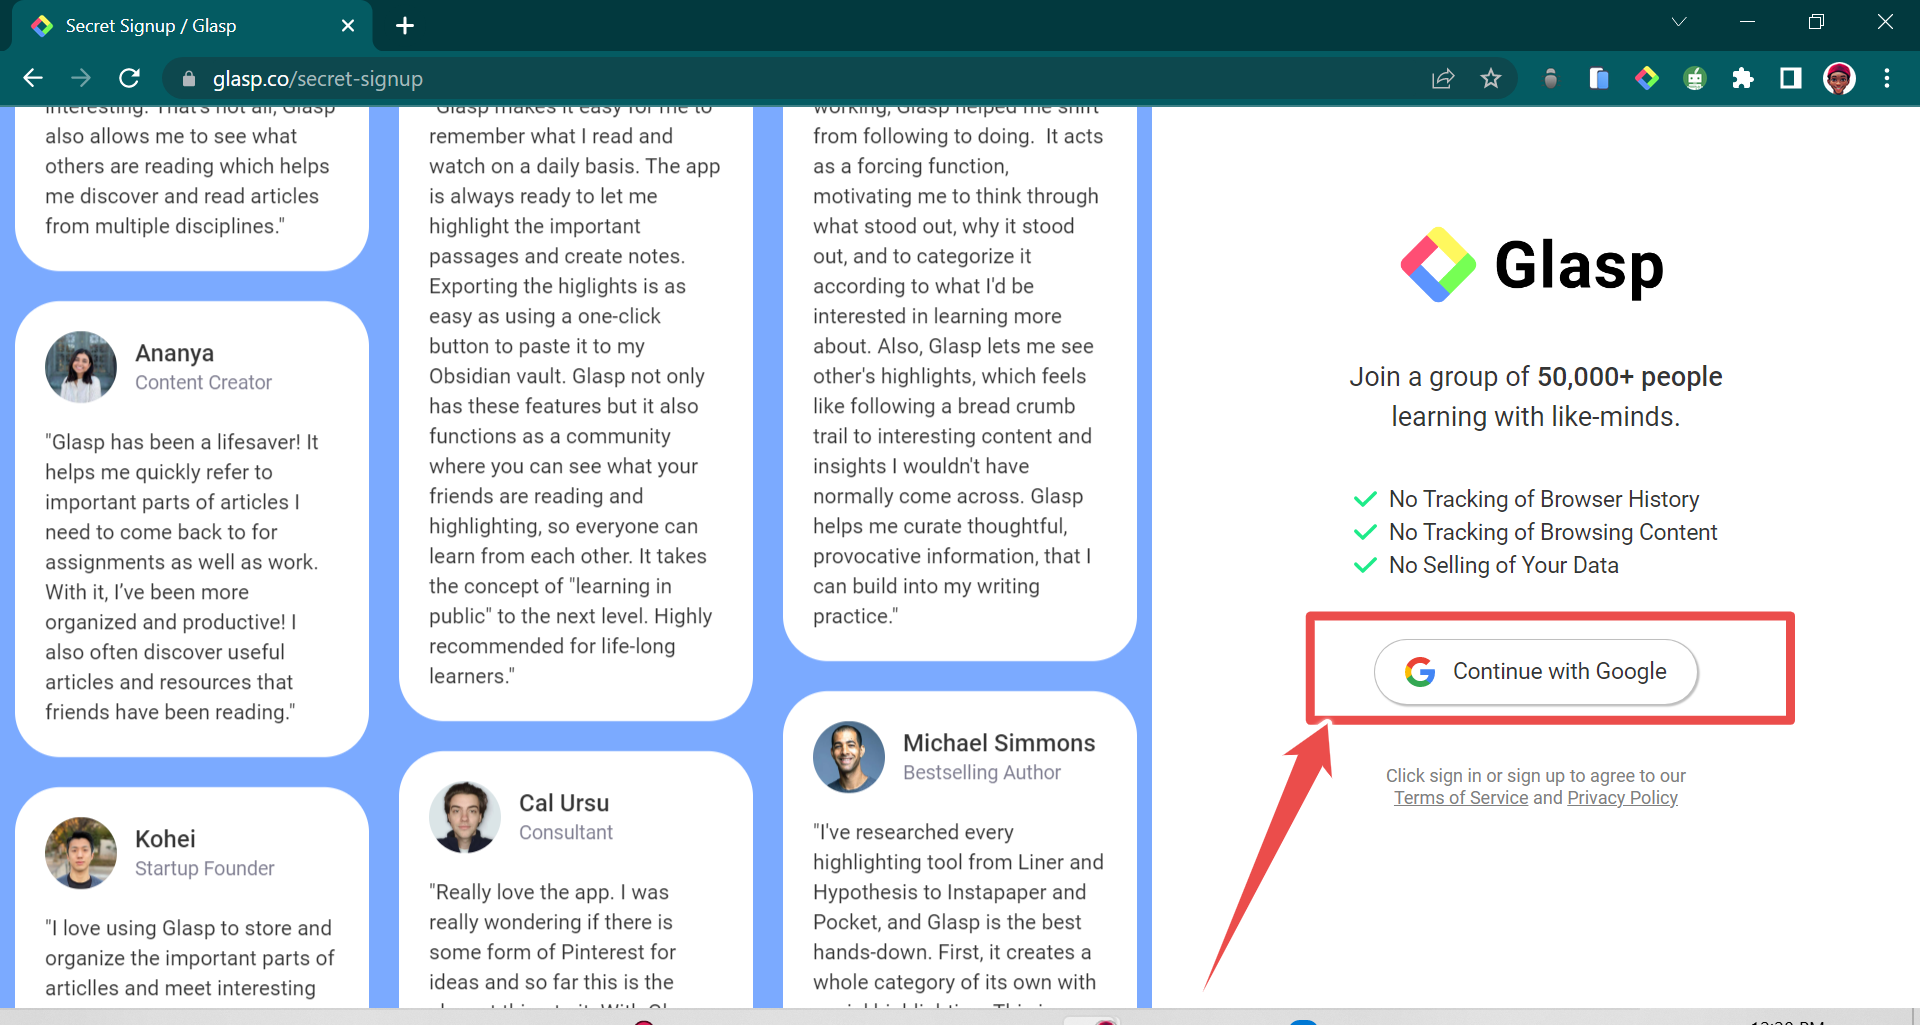 Secret Signup / Glasp
glasp.co/secret-signup
interesting. That's not all, Glasp
also allows me to see what
others are reading which helps
me discover and read articles
from multiple disciplines."
Ananya
Content Creator
"Glasp has been a lifesaver! It
helps me quickly refer to
important parts of articles I
need to come back to for
assignments as well as work.
With it, I’ve been more
organized and productive! I
also often discover useful
articles and resources that
friends have been reading."
Kohei
Startup Founder
"I love using Glasp to store and
organize the important parts of
articlles and meet interesting
"Glasp makes it easy for me to
remember what I read and
watch on a daily basis. The app
is always ready to let me
highlight the important
passages and create notes.
Exporting the higlights is as
easy as using a one-click
button to paste it to my
Obsidian vault. Glasp not only
has these features but it also
functions as a community
where you can see what your
friends are reading and
highlighting, so everyone can
learn from each other. It takes
the concept of "learning in
public" to the next level. Highly
recommended for life-long
learners."
Cal Ursu
Consultant
"Really love the app. I was
really wondering if there is
some form of Pinterest for
ideas and so far this is the
working, Glasp helped me shift
from following to doing. It acts
as a forcing function,
motivating me to think through
what stood out, why it stood
out, and to categorize it
according to what I'd be
interested in learning more
about. Also, Glasp lets me see
other's highlights, which feels
like following a bread crumb
trail to interesting content and
insights I wouldn't have
normally come across. Glasp
helps me curate thoughtful,
provocative information, that I
can build into my writing
practice."
Michael Simmons
Bestselling Author
"I've researched every
highlighting tool from Liner and
Hypothesis to Instapaper and
Pocket, and Glasp is the best
hands-down. First, it creates a
whole category of its own with
Glasp
Join a group of 50,000+ people
learning with like-minds.
No Tracking of Browser History
No Tracking of Browsing Content
No Selling of Your Data
Continue with Google
Click sign in or sign up to agree to our
Terms of Service and Privacy Policy